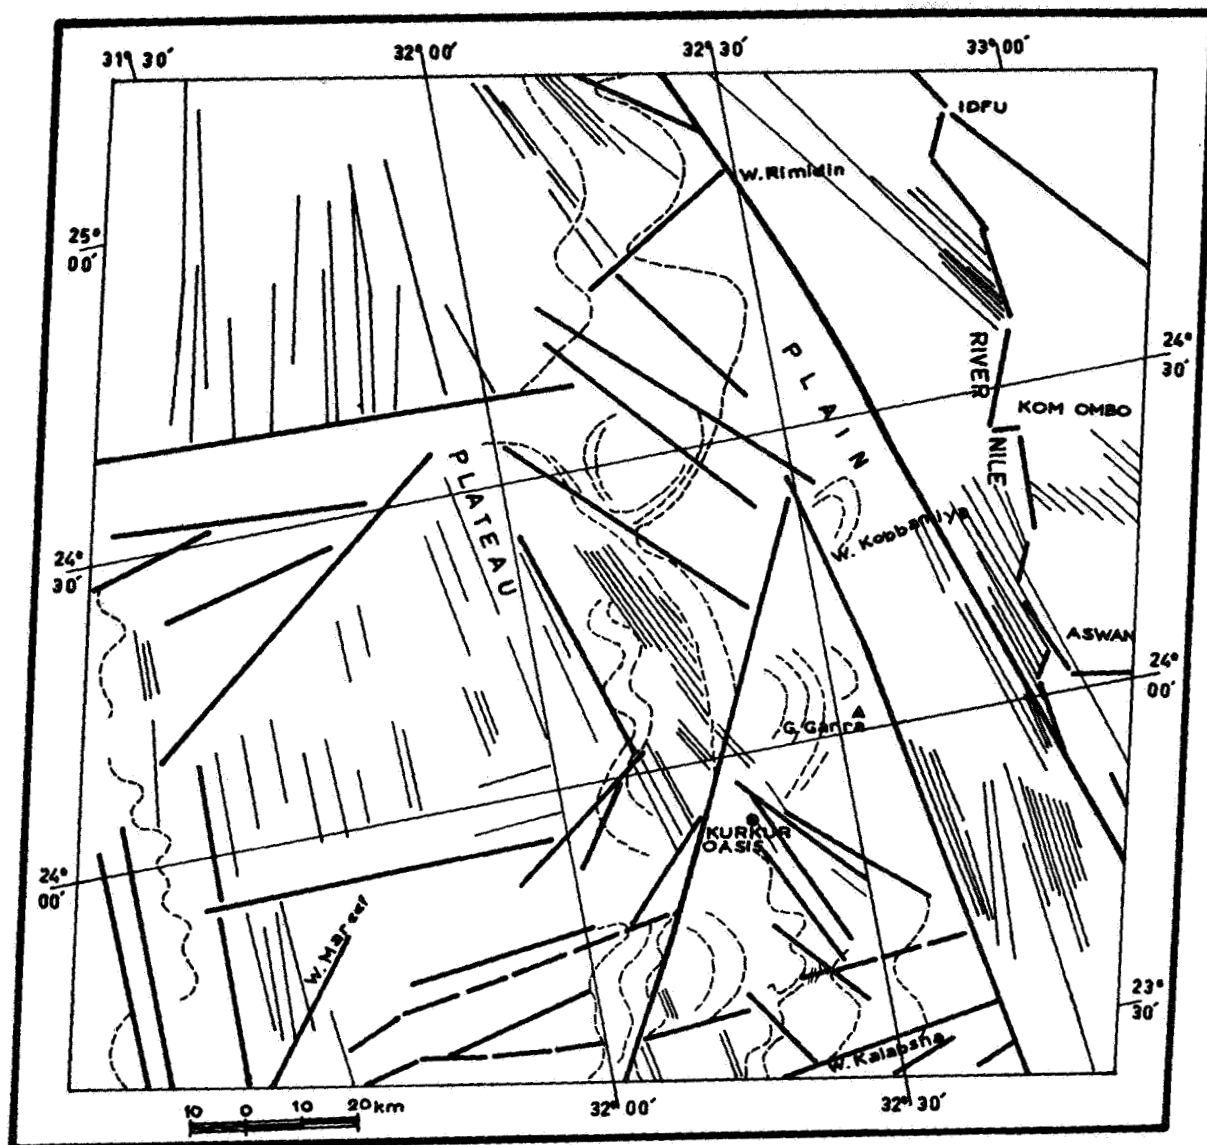 31° 30′
32° 00′
32° 30′
33° 00′
IDFU
W. Rimidin
25°
00′
PLAIN
RIVER
24°
30′
KOM OMBO
NILE
PLATEAU
W. Kobbaniya
24°
30′
ASWAN
24°
00′
G. Garra
KURKUR
OASIS
24°
00′
W. Mareef
23°
30′
W. Kalabsha
10 0 10 20 km
32° 00′
32° 30′